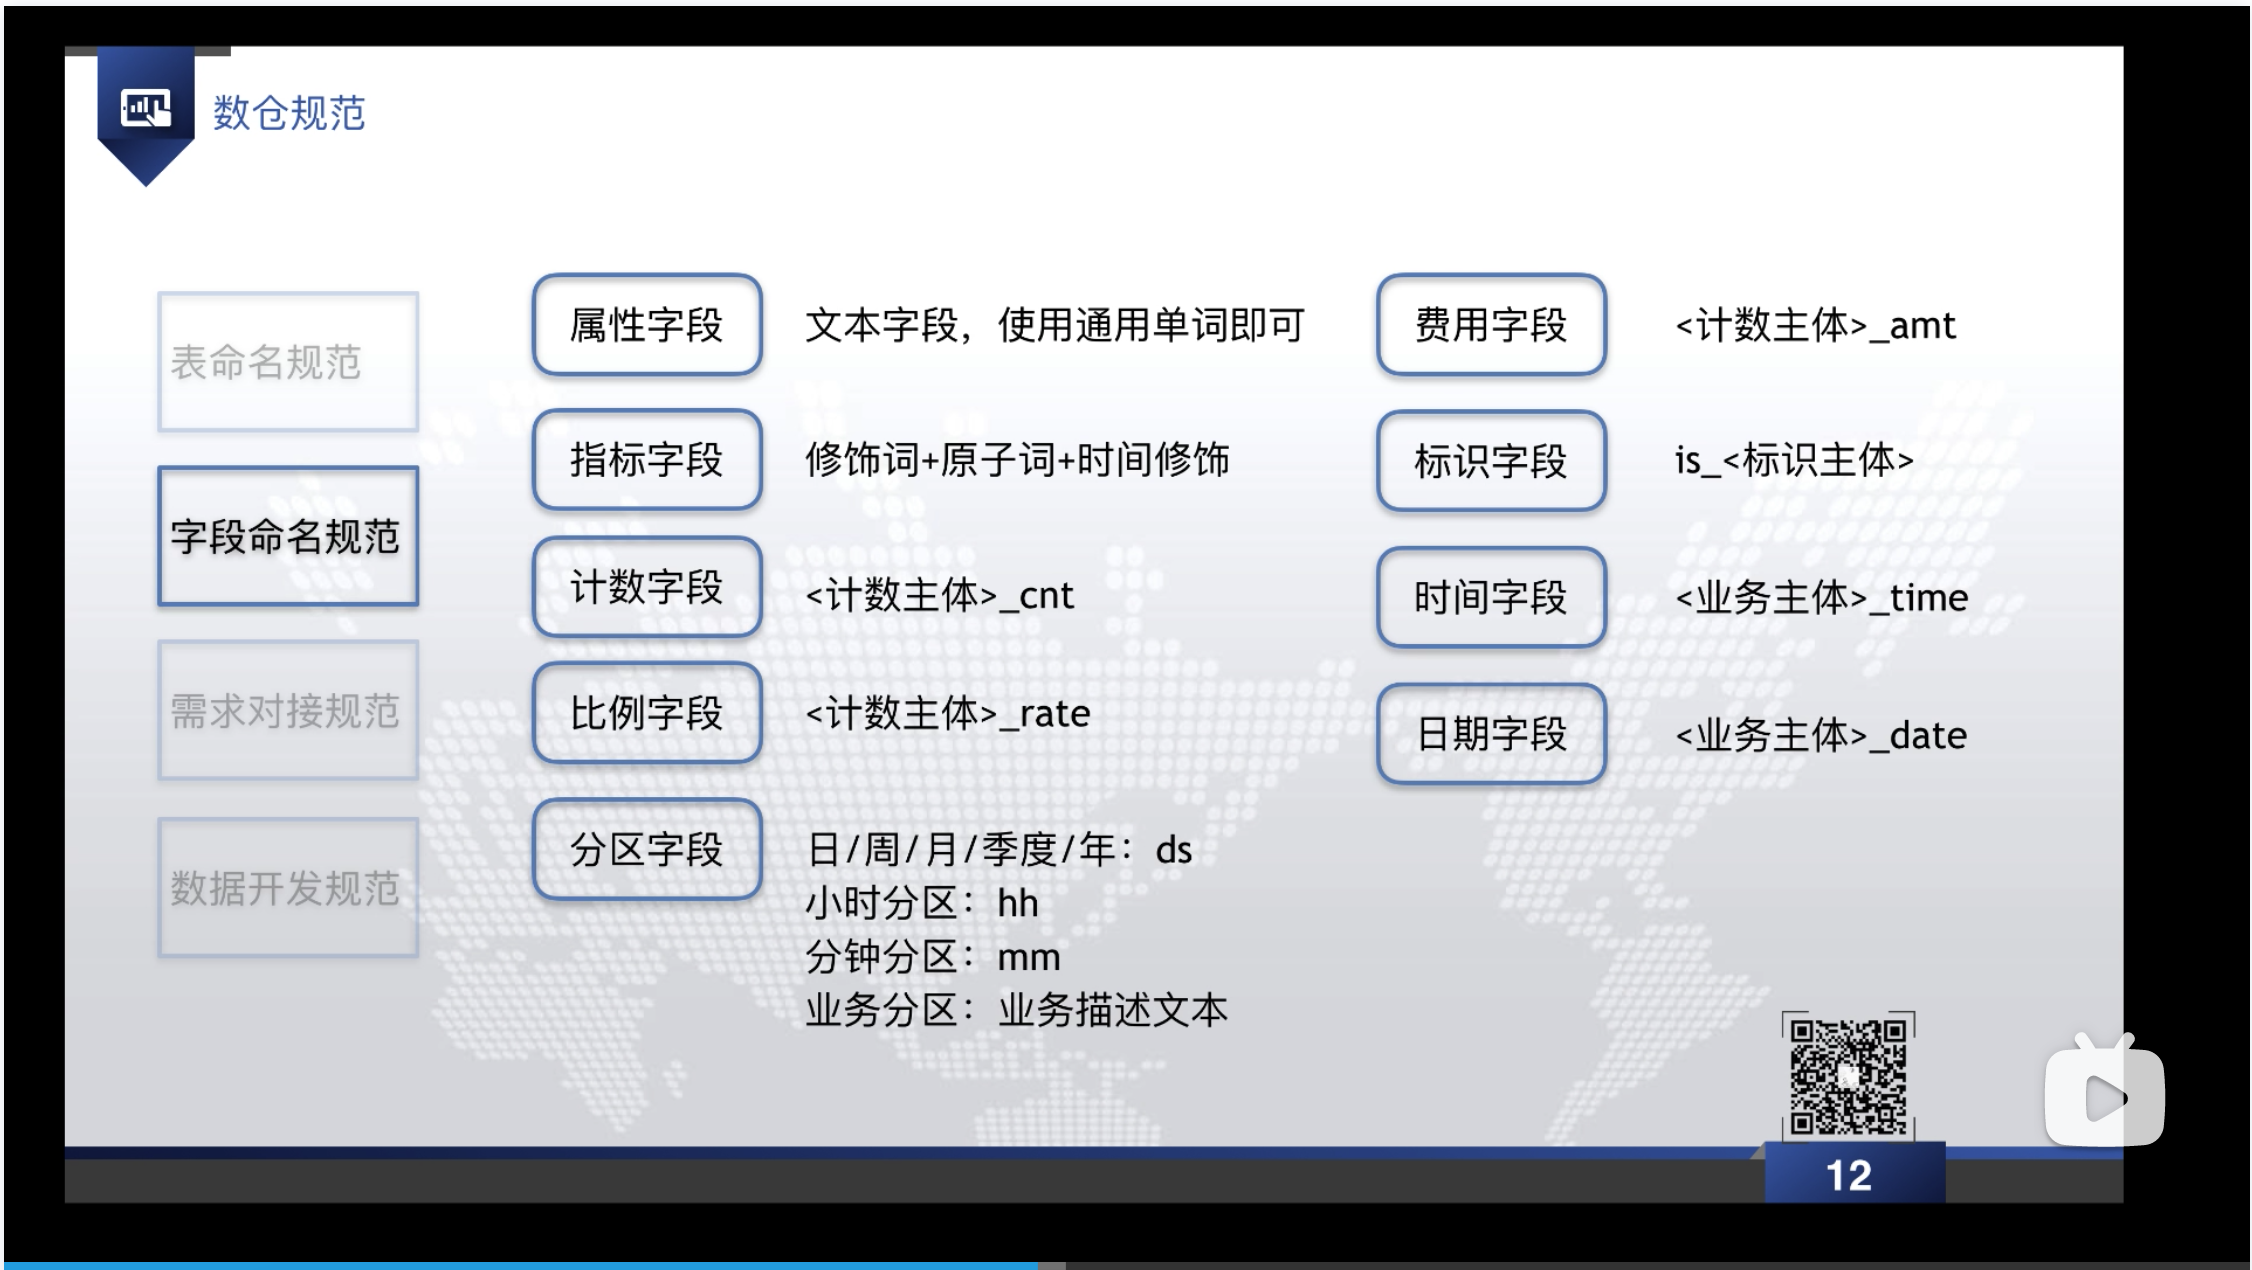 数仓规范
表命名规范
字段命名规范
需求对接规范
数据开发规范
属性字段 文本字段，使用通用单词即可
指标字段 修饰词+原子词+时间修饰
计数字段 <计数主体>_cnt
比例字段 <计数主体>_rate
分区字段 日/周/月/季度/年：ds
小时分区：hh
分钟分区：mm
业务分区：业务描述文本
费用字段 <计数主体>_amt
标识字段 is_<标识主体>
时间字段 <业务主体>_time
日期字段 <业务主体>_date
12